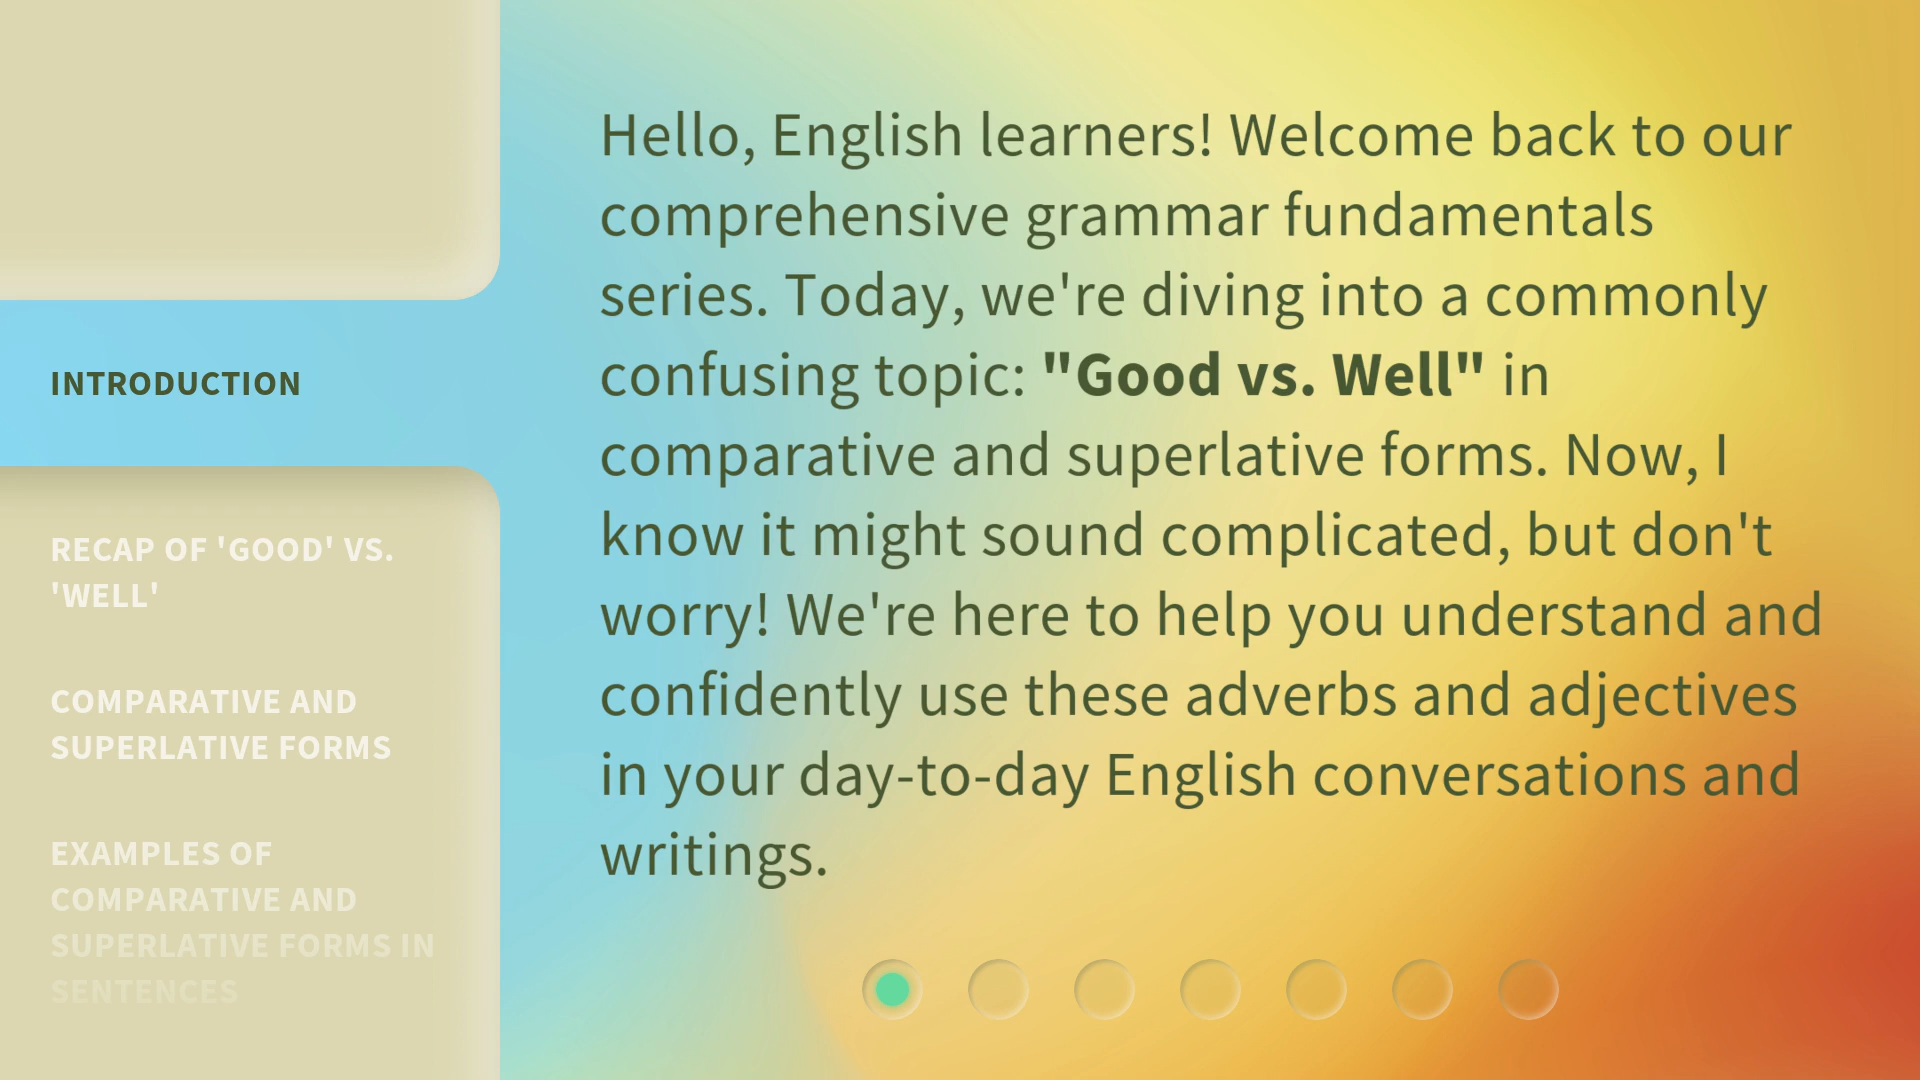 INTRODUCTION
RECAP OF 'GOOD' VS.
'WELL'
COMPARATIVE AND
SUPERLATIVE FORMS
EXAMPLES OF
COMPARATIVE AND
SUPERLATIVE FORMS IN
SENTENCES
Hello, English learners! Welcome back to our
comprehensive grammar fundamentals
series. Today, we're diving into a commonly
confusing topic: "Good vs. Well" in
comparative and superlative forms. Now, I
know it might sound complicated, but don't
worry! We're here to help you understand and
confidently use these adverbs and adjectives
in your day-to-day English conversations and
writings.